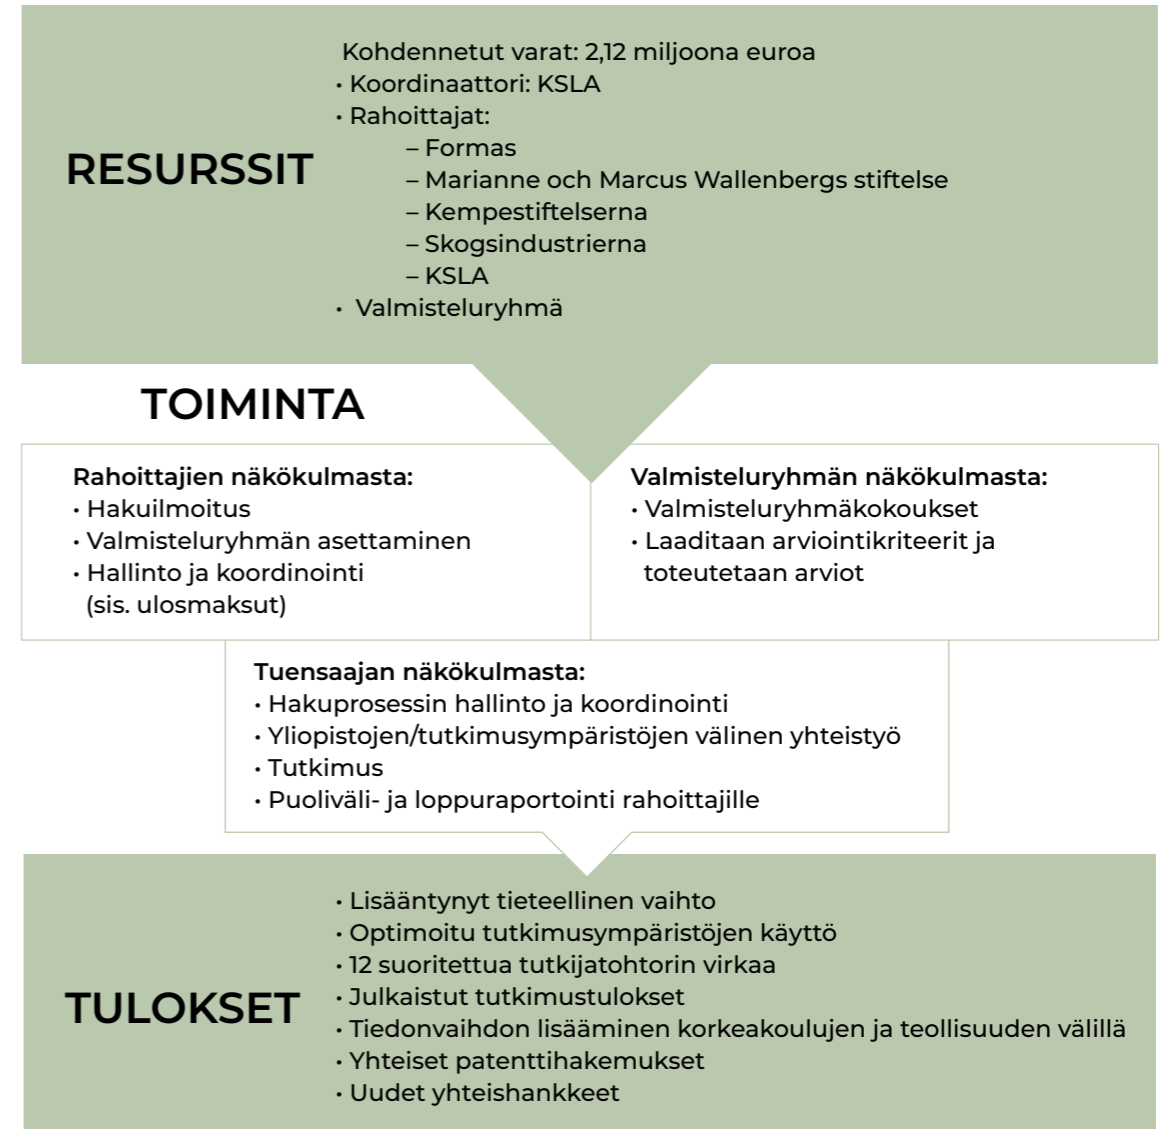 RESURSSIT
Kohdennetut varat: 2,12 miljoona euroa
• Koordinaattori: KSLA
• Rahoittajat:
– Formas
– Marianne och Marcus Wallenbergs stiftelse
– Kempestiftelserna
– Skogsindustrierna
– KSLA
• Valmisteluryhmä
TOIMINTA
Rahoittajien näkökulmasta:
• Hakuilmoitus
• Valmisteluryhmän asettaminen
• Hallinto ja koordinointi
(sis. ulosmaksut)
Valmisteluryhmän näkökulmasta:
• Valmisteluryhmäkokoukset
• Laaditaan arviointikriteerit ja
toteutetaan arviot
Tuensaajan näkökulmasta:
• Hakuprosessin hallinto ja koordinointi
• Yliopistojen/tutkimusympäristöjen välinen yhteistyö
• Tutkimus
• Puoliväli- ja loppuraportointi rahoittajille
TULOKSET
• Lisääntynyt tieteellinen vaihto
• Optimoitu tutkimusympäristöjen käyttö
• 12 suoritettua tutkijatohtorin virkaa
• Julkaistut tutkimustulokset
• Tiedonvaihdon lisääminen korkeakoulujen ja teollisuuden välillä
• Yhteiset patenttihakemukset
• Uudet yhteishankkeet